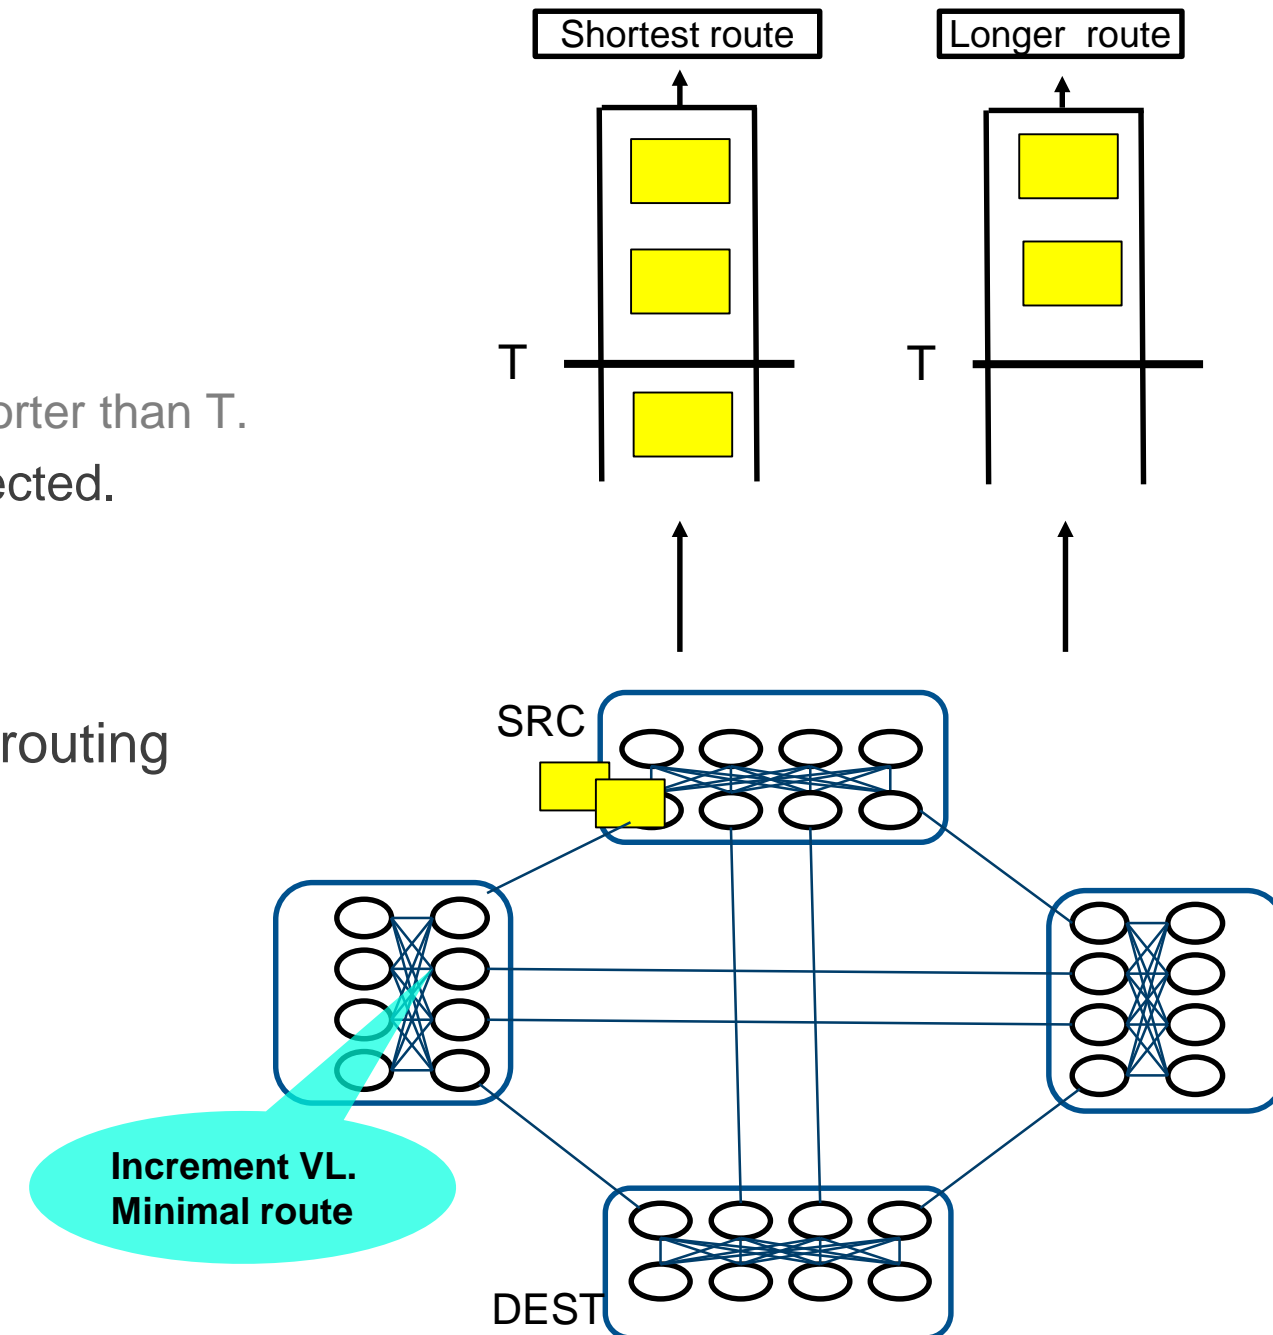 Shortest route
Longer route
T
T
orter than T.
ected.
SRC
routing
Increment VL.
Minimal route
DEST